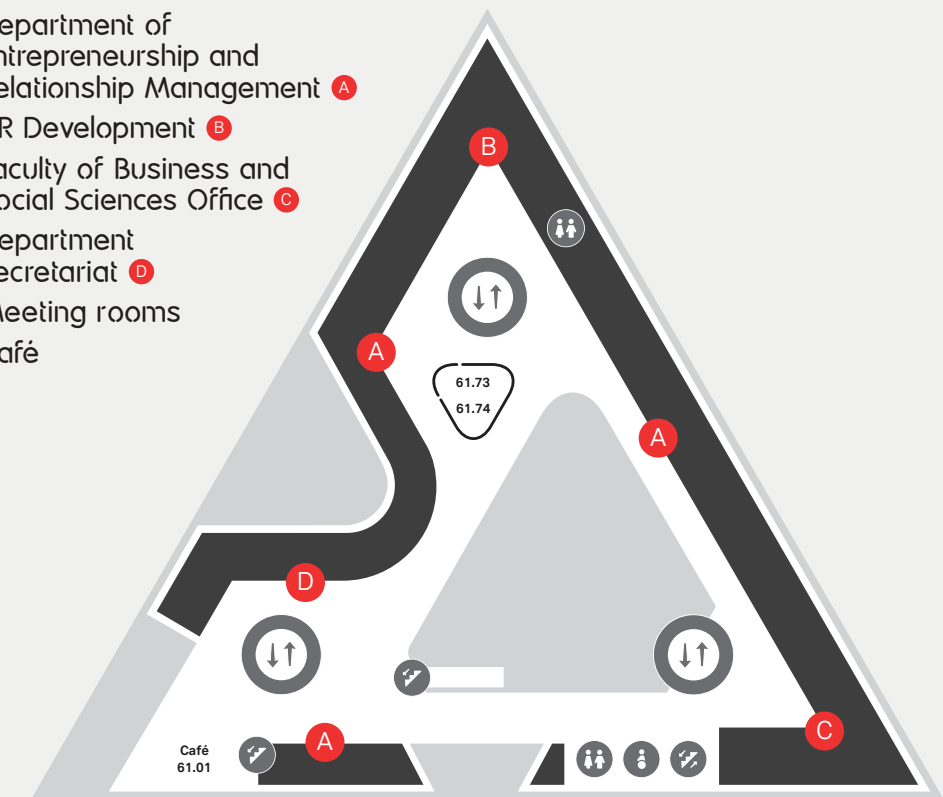 epartment of
ntrepreneurship and
elationship Management A
R Development B
aculty of Business and
ocial Sciences Office C
epartment
ecretariat D
eeting rooms
afé
B
A
61.73
61.74
A
D
C
A
Café
61.01